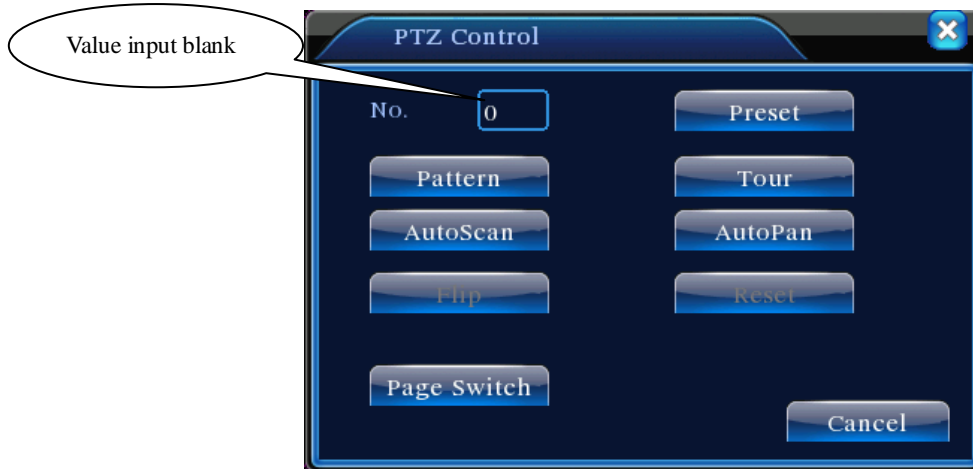 Value input blank
PTZ Control
No. 0 Preset
Pattern Tour
AutoScan AutoPan
Flip Reset
Page Switch
Cancel